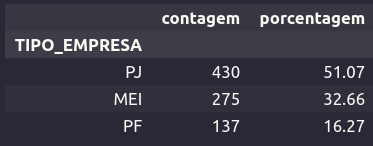 contagem porcentagem
TIPO_EMPRESA
PJ 430 51.07
MEI 275 32.66
PF 137 16.27